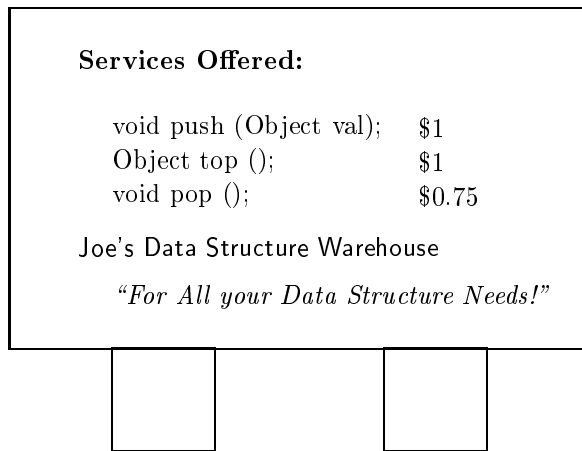 Services Offered:
void push (Object val); $1
Object top (); $1
void pop (); $0.75
Joe's Data Structure Warehouse
“For All your Data Structure Needs!”